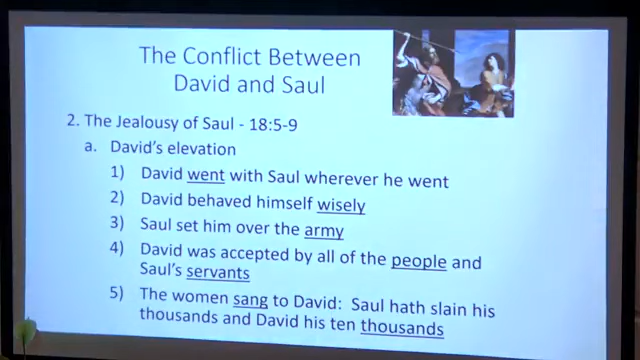 The Conflict Between
David and Saul
2. The Jealousy of Saul - 18:5-9
a. David's elevation
1) David went with Saul wherever he went
2) David behaved himself wisely
3) Saul set him over the army
4) David was accepted by all of the people and
Saul's servants
5) The women sang to David: Saul hath slain his
thousands and David his ten thousands